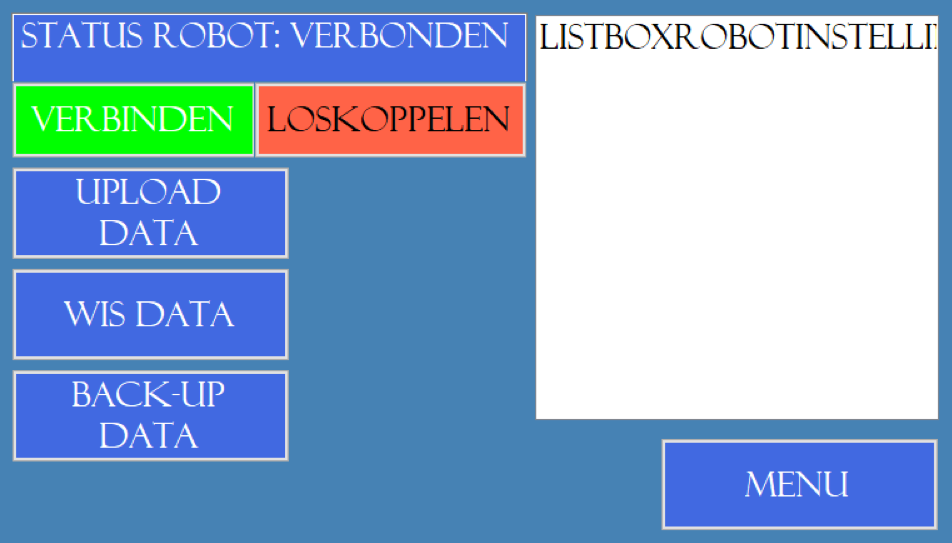 STATUS ROBOT: VERBONDEN
LISTBOXROBOTINSTELLI
VERBINDEN
LOSKOPPELEN
UPLOAD
DATA
WIS DATA
BACK-UP
DATA
MENU